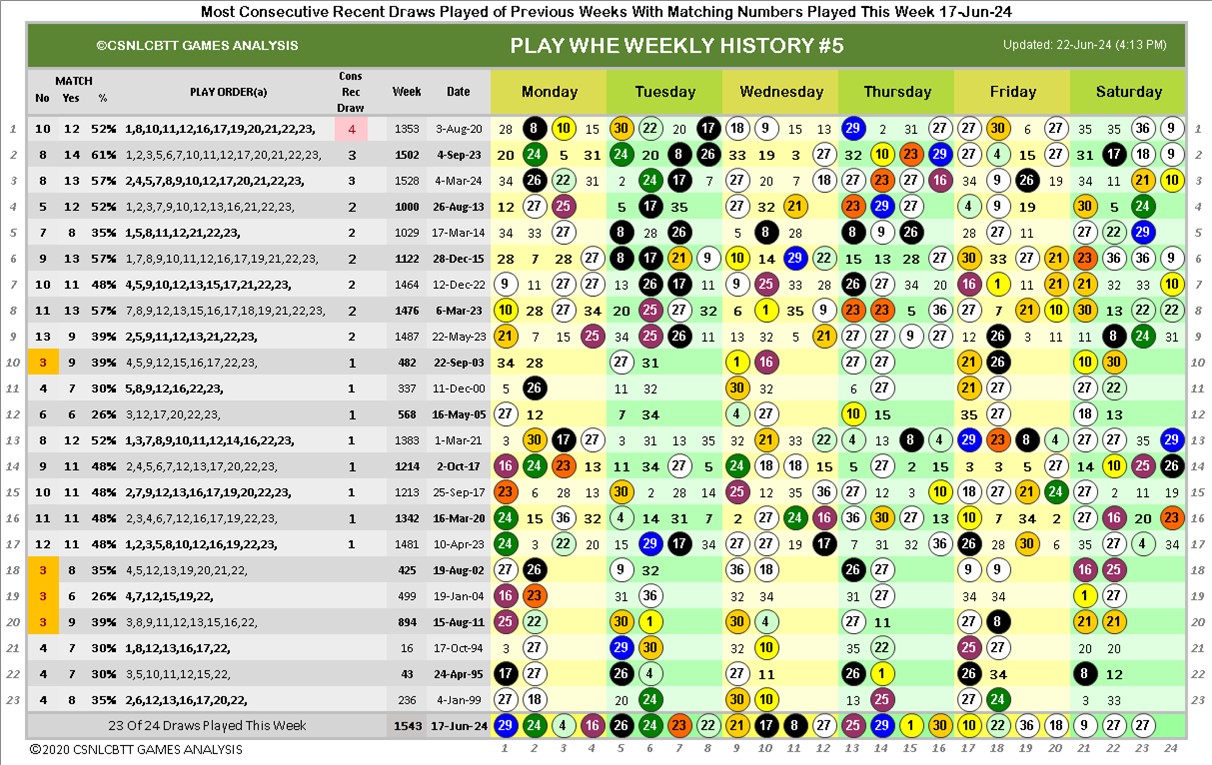 Most Consecutive Recent Draws Played of Previous Weeks With Matching Numbers Played This Week 17-Jun-24
©CSNLCBTT GAMES ANALYSIS PLAY WHE WEEKLY HISTORY #5 Updated: 22-Jun-24 (4:13 PM)
No MATCH Yes % PLAY ORDER(a) Cons Rec Draw Week Date Monday Tuesday Wednesday Thursday Friday Saturday
1 10 12 52% 1,8,10,11,12,16,17,19,20,21,22,23, 4 1353 3-Aug-20 28 8 10 15 30 22 20 17 18 9 15 13 29 2 31 27 27 30 6 27 35 35 36 9 1
2 8 14 61% 1,2,3,5,6,7,10,11,12,15,20,21,22,23, 3 1502 4-Sep-23 20 24 5 31 24 20 8 26 33 19 3 27 32 10 23 29 27 4 15 27 31 17 18 9 2
3 8 13 57% 2,4,5,7,8,9,10,12,17,20,21,22,23, 3 1528 4-Mar-24 34 26 22 31 2 24 17 7 27 20 7 18 27 23 27 16 34 9 26 19 34 11 21 10 3
4 5 12 52% 1,2,5,7,9,10,12,13,16,21,22,23, 2 1000 26-Aug-13 12 27 25 5 17 35 27 32 21 23 29 27 4 9 19 30 5 24 4
5 7 8 35% 1,5,8,11,12,21,22,23, 2 1029 17-Mar-14 34 33 27 8 28 26 5 8 28 8 9 26 28 27 11 27 22 29 5
6 9 13 57% 1,7,8,9,10,11,12,16,17,19,21,22,23, 2 1122 28-Dec-15 28 7 28 27 8 17 21 9 10 14 29 22 15 13 28 27 30 33 27 21 23 36 36 9 6
7 10 11 48% 4,5,9,10,12,13,15,17,21,22,23, 2 1464 12-Dec-22 9 11 27 27 13 26 17 11 9 25 33 28 26 27 34 20 16 1 11 21 21 32 33 10 7
8 11 13 57% 7,8,9,12,13,15,16,17,18,19,21,22,23, 2 1476 6-Mar-23 10 28 27 34 20 25 27 32 6 1 35 9 23 23 5 36 27 7 21 10 30 13 22 22 8
9 13 9 39% 2,5,9,11,12,13,21,22,23, 2 1487 22-May-23 21 7 15 25 34 25 26 11 13 32 5 21 27 27 9 27 27 26 3 11 11 8 24 31 9
10 3 9 39% 4,5,9,12,15,16,17,22,23, 1 482 22-Sep-03 34 28 27 31 1 16 27 27 21 26 10 30 10
11 4 7 30% 5,8,9,12,16,22,23, 1 337 11-Dec-00 5 26 11 32 30 32 6 27 21 27 27 22 11
12 6 6 26% 3,12,17,20,22,23, 1 568 16-May-05 27 12 7 34 4 27 10 15 35 27 18 13 12
13 8 12 52% 1,3,7,8,9,10,11,12,14,16,22,23, 1 1383 1-Mar-21 3 30 17 27 3 31 13 35 32 21 33 22 4 13 8 4 29 23 8 4 27 27 35 29 13
14 9 11 48% 2,4,5,6,7,12,13,17,20,22,23, 1 1214 2-Oct-17 16 24 23 13 11 34 27 5 24 18 18 15 5 27 2 15 3 3 5 27 14 10 25 26 14
15 10 11 48% 2,7,9,12,13,16,17,19,20,22,23, 1 1213 25-Sep-17 23 6 28 13 30 2 28 14 25 12 35 36 27 12 3 10 18 27 21 24 27 2 11 19 15
16 11 11 48% 2,3,4,6,7,12,16,17,19,22,23, 1 1342 16-Mar-20 24 15 36 32 4 14 31 7 2 27 24 16 36 30 27 13 10 7 34 2 27 16 20 23 16
17 12 11 48% 1,2,3,5,8,10,12,16,19,22,23, 1 1481 10-Apr-23 24 3 22 20 15 29 17 34 27 27 19 17 7 31 32 36 26 28 30 6 35 27 4 34 17
18 3 8 35% 4,5,12,13,19,20,21,22, 425 19-Aug-02 27 26 9 32 36 18 26 27 9 9 16 25 18
19 3 6 26% 4,7,12,15,19,22, 499 19-Jan-04 16 23 31 36 32 34 31 27 34 34 1 27 19
20 3 9 39% 3,8,9,11,12,13,15,16,22, 894 15-Aug-11 25 22 30 1 30 4 27 11 27 8 21 21 20
21 4 7 30% 1,8,12,13,16,17,22, 16 17-Oct-94 3 27 29 30 32 10 35 22 25 27 20 20 21
22 4 7 30% 3,5,10,11,12,15,22, 43 24-Apr-95 17 27 26 4 27 11 26 1 26 34 8 12 22
23 4 8 35% 2,6,12,13,16,17,20,22, 236 4-Jan-99 27 18 20 24 30 10 13 25 27 24 3 33 23
23 Of 24 Draws Played This Week 1543 17-Jun-24 29 24 4 16 26 24 23 22 21 17 8 27 25 29 1 30 10 22 36 18 9 27 27
©2020 CSNLCBTT GAMES ANALYSIS 1 2 3 4 5 6 7 8 9 10 11 12 13 14 15 16 17 18 19 20 21 22 23 24